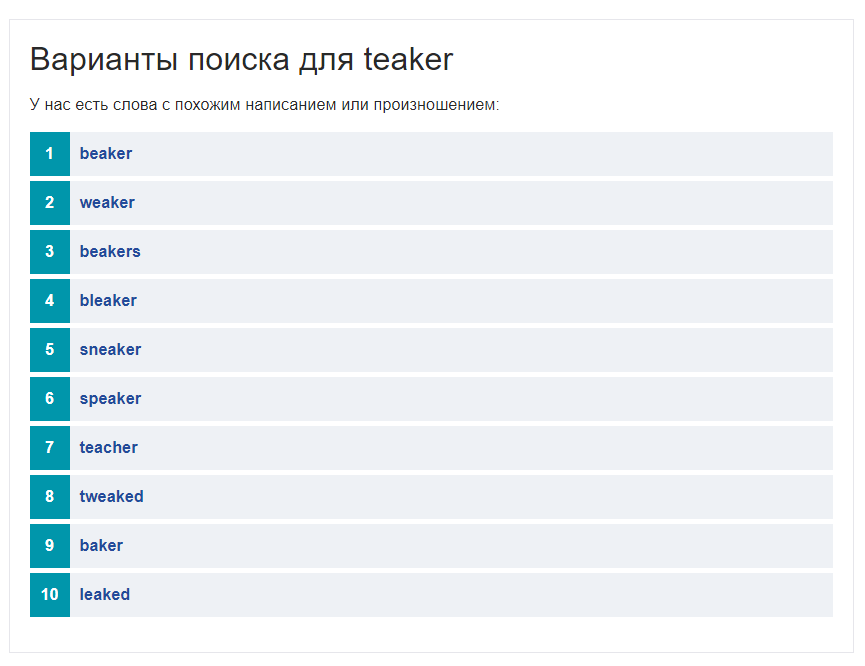 Варианты поиска для teaker
У нас есть слова с похожим написанием или произношением:
1 beaker
2 weaker
3 beakers
4 bleaker
5 sneaker
6 speaker
7 teacher
8 tweaked
9 baker
10 leaked